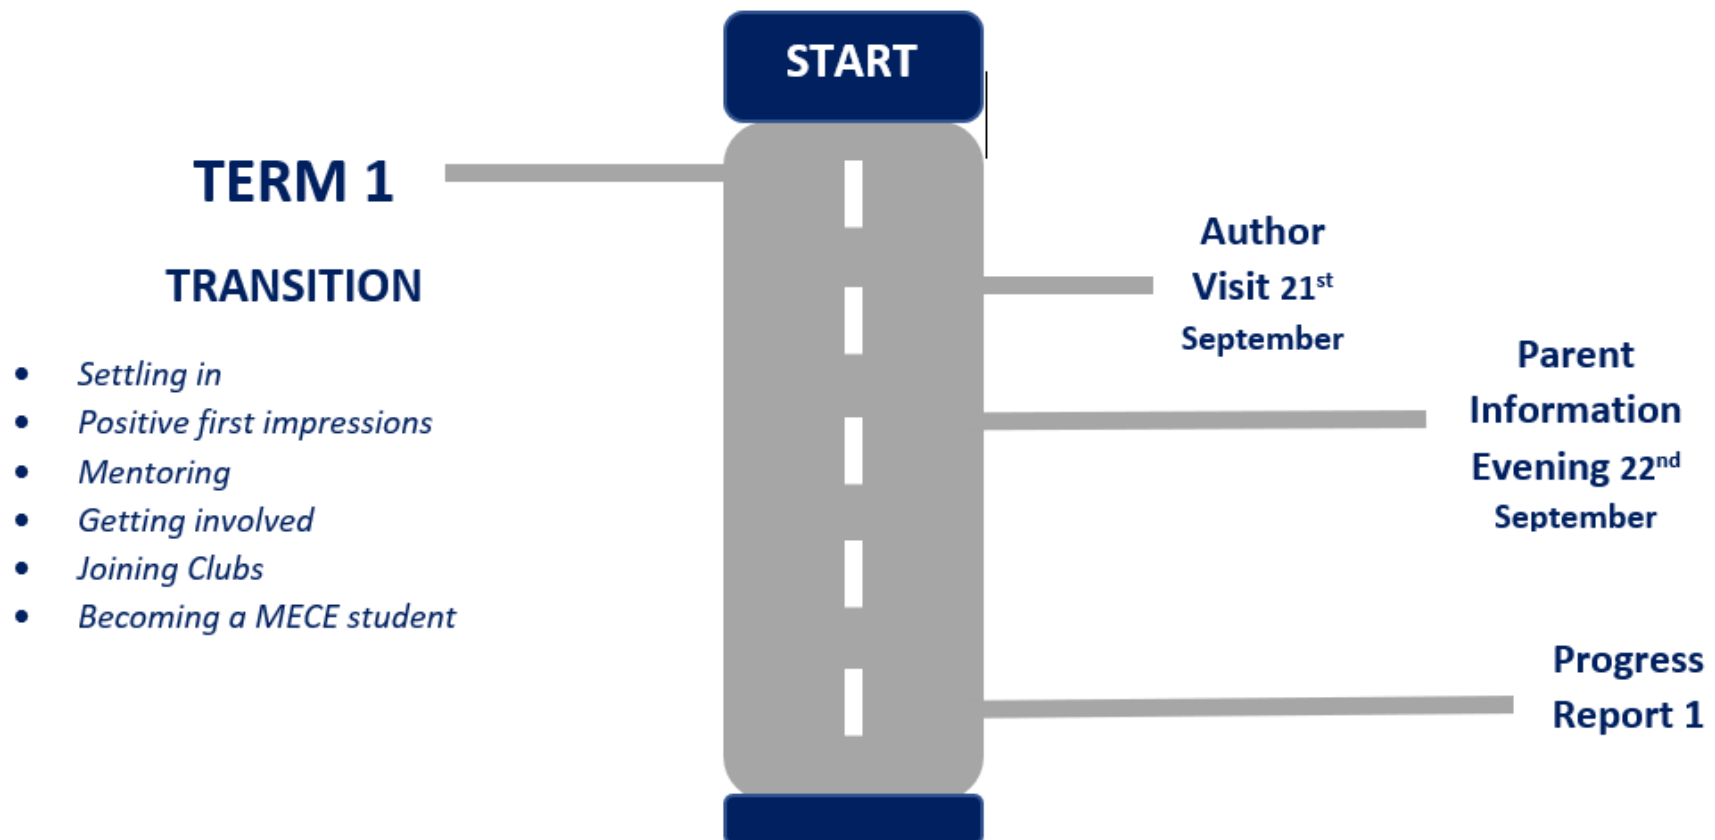 START
TERM 1
TRANSITION
• Settling in
• Positive first impressions
• Mentoring
• Getting involved
• Joining Clubs
• Becoming a MECE student
Author
Visit 21st
September
Parent
Information
Evening 22nd
September
Progress
Report 1